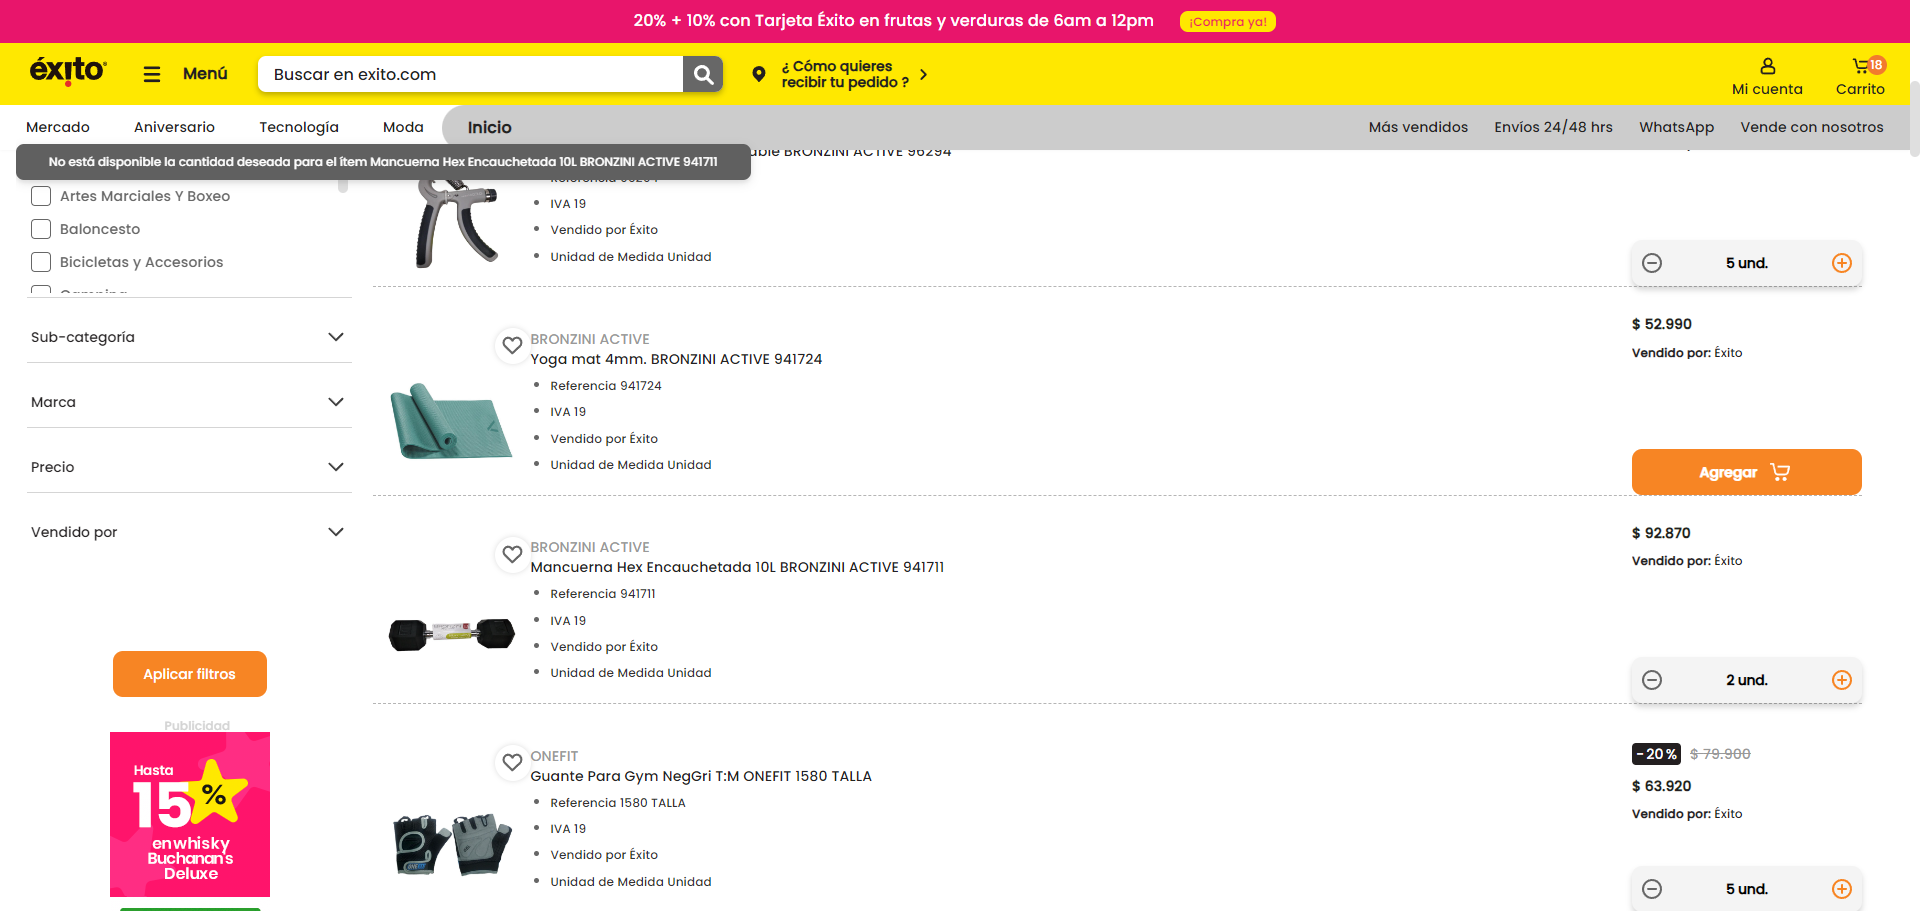 20% + 10% con Tarjeta Éxito en frutas y verduras de 6am a 12pm
¡Compra ya!
éxito
Menú
Buscar en exito.com
¿ Cómo quieres
recibir tu pedido ?
Mi cuenta
18
Carrito
Mercado
Aniversario
Tecnología
Moda
Inicio
Más vendidos
Envíos 24/48 hrs
WhatsApp
Vende con nosotros
No está disponible la cantidad deseada para el ítem Mancuerna Hex Encauchetada 10L BRONZINI ACTIVE 941711
Artes Marciales Y Boxeo
Baloncesto
Bicicletas y Accesorios
Camping
Sub-categoría
Marca
Precio
Vendido por
Aplicar filtros
Publicidad
Hasta
15%
en whisky
Buchanan's
Deluxe
BRONZINI ACTIVE 96294
Referencia 96294
IVA 19
Vendido por Éxito
Unidad de Medida Unidad
5 und.
BRONZINI ACTIVE
Yoga mat 4mm. BRONZINI ACTIVE 941724
Referencia 941724
IVA 19
Vendido por Éxito
Unidad de Medida Unidad
$ 52.990
Vendido por: Éxito
Agregar
BRONZINI ACTIVE
Mancuerna Hex Encauchetada 10L BRONZINI ACTIVE 941711
Referencia 941711
IVA 19
Vendido por Éxito
Unidad de Medida Unidad
$ 92.870
Vendido por: Éxito
2 und.
ONEFIT
Guante Para Gym NegGri T:M ONEFIT 1580 TALLA
Referencia 1580 TALLA
IVA 19
Vendido por Éxito
Unidad de Medida Unidad
-20% $ 79.900
$ 63.920
Vendido por: Éxito
5 und.